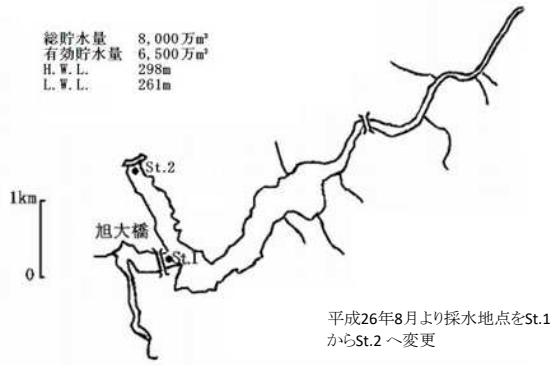 総貯水量 8,000万m³
有効貯水量 6,500万m³
H.W.L. 298m
L.W.L. 261m
St.2
1km
旭大橋
St.1
0
平成26年8月より採水地点をSt.1
からSt.2 へ変更